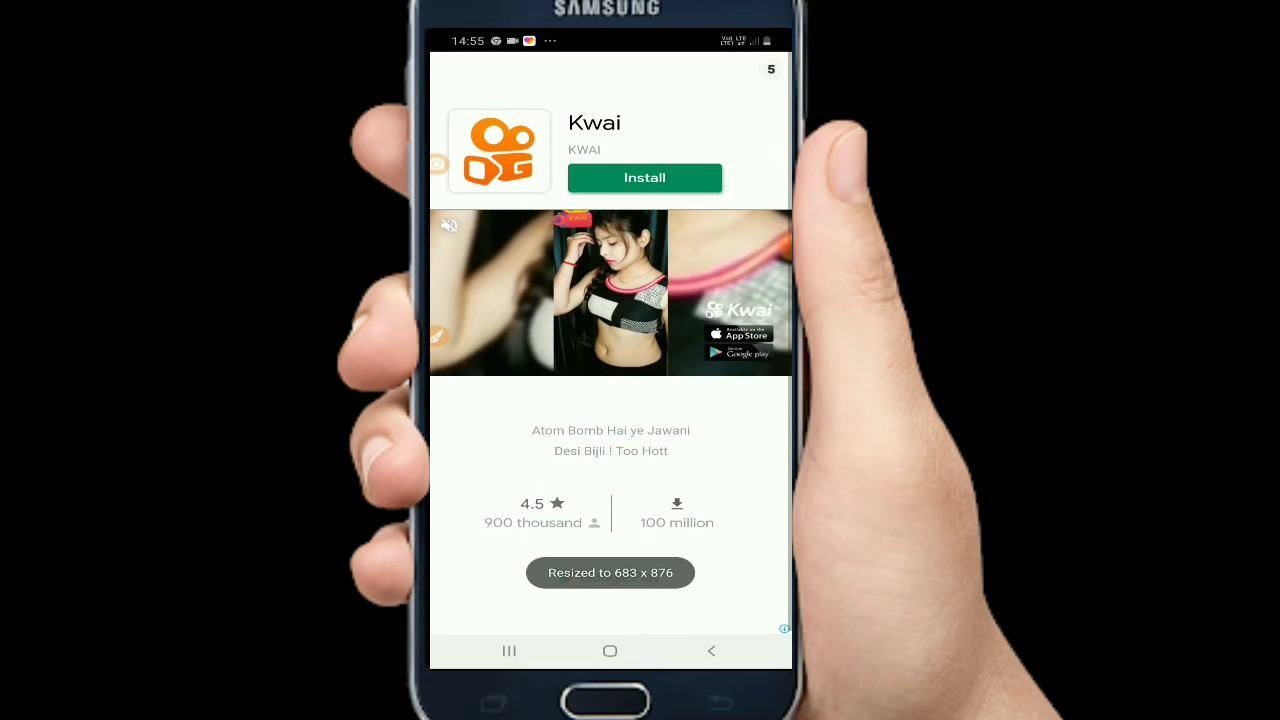 SAMSUNG
14:55
5
Kwai
KWAI
Install
KWAI
Kwai
Available on the
App Store
Get it on
Google play
Atom Bomb Hai ye Jawani
Desi Bijli ! Too Hott
4.5
900 thousand
100 million
Resized to 683 x 876